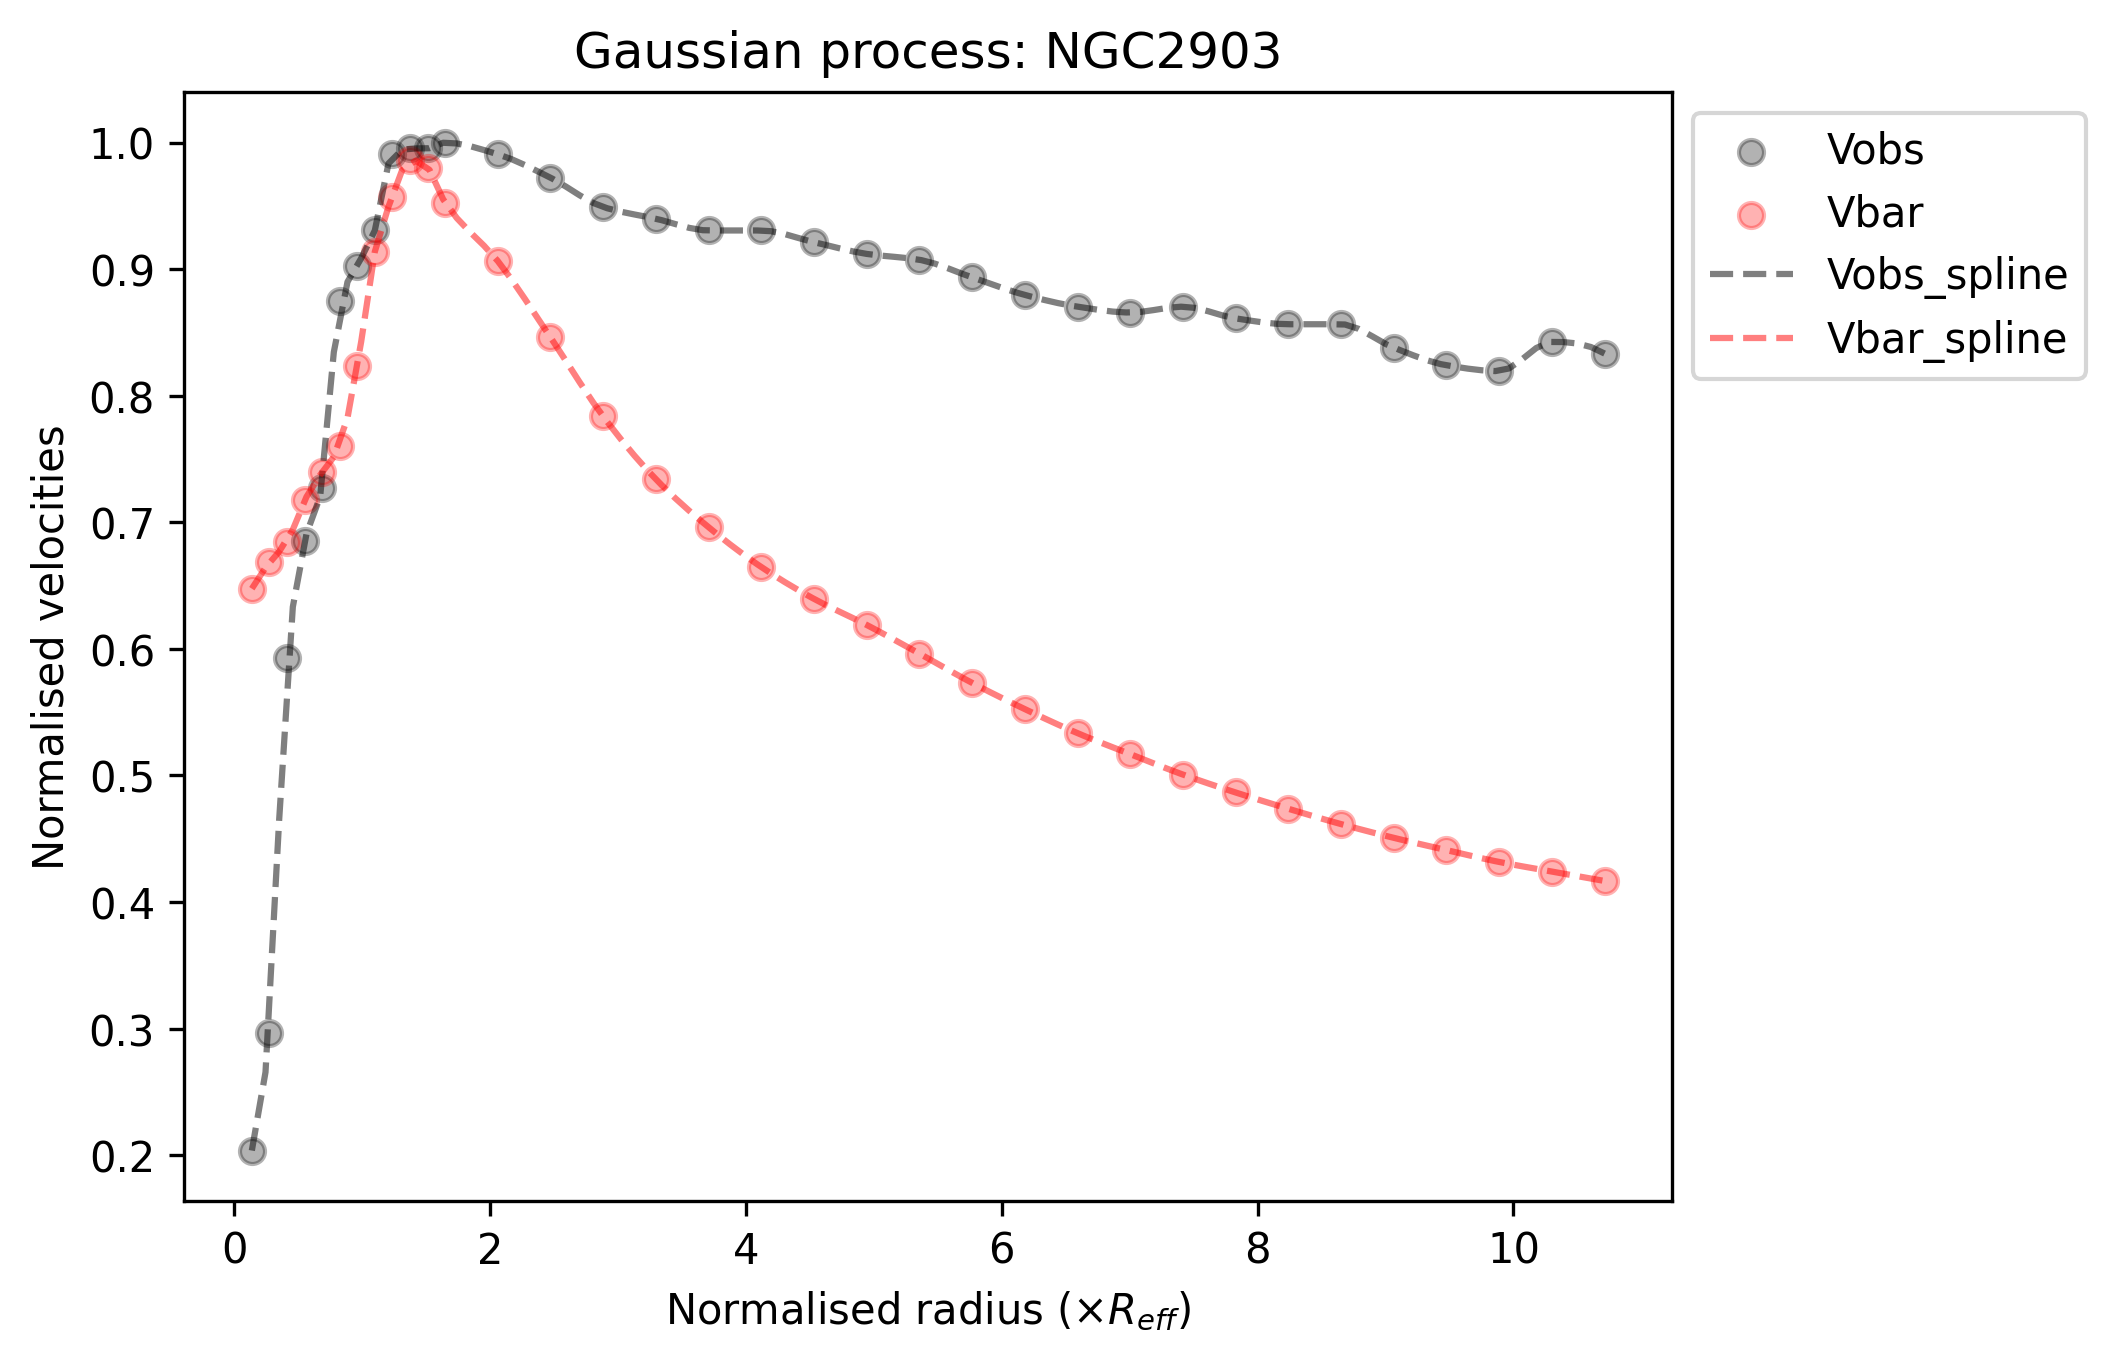 Gaussian process: NGC2903
1.0
0.9
0.8
0.7
0.6
0.5
0.4
0.3
0.2
Normalised velocities
0 2 4 6 8 10
Normalised radius (×R_eff)
Vobs
Vbar
Vobs_spline
Vbar_spline